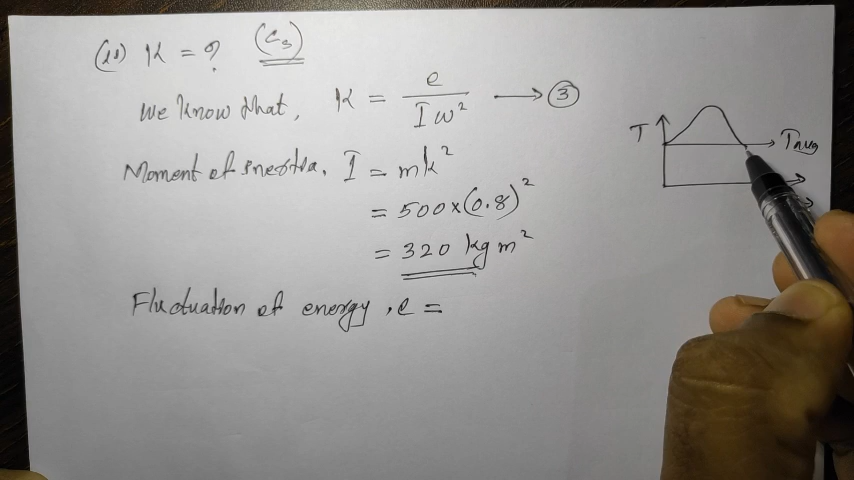 (ii) K = ? (Cs)
We know that, K = e / Iω² → ③
Moment of inertia, I = mk²
= 500×(0.8)²
= 320 kg m²
Fluctuation of energy, e =
T
Tavg